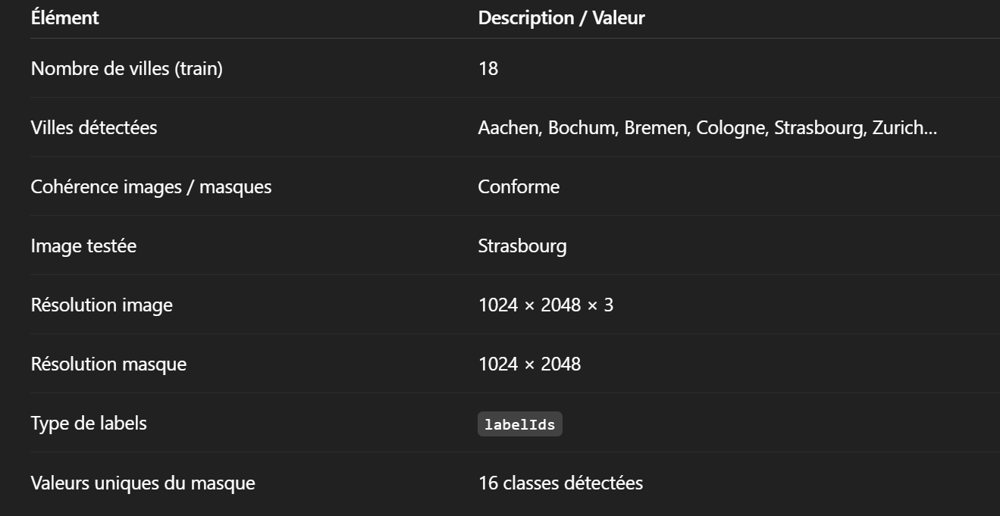 Élément Description / Valeur
Nombre de villes (train) 18
Villes détectées Aachen, Bochum, Bremen, Cologne, Strasbourg, Zurich...
Cohérence images / masques Conforme
Image testée Strasbourg
Résolution image 1024 × 2048 × 3
Résolution masque 1024 × 2048
Type de labels labelIds
Valeurs uniques du masque 16 classes détectées